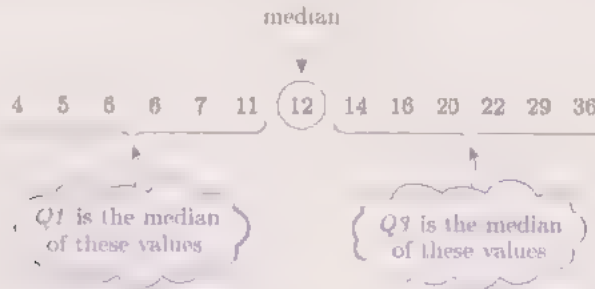 median
4 5 6 6 7 11 12 14 16 20 22 29 36
Q1 is the median
of these values
Q3 is the median
of these values